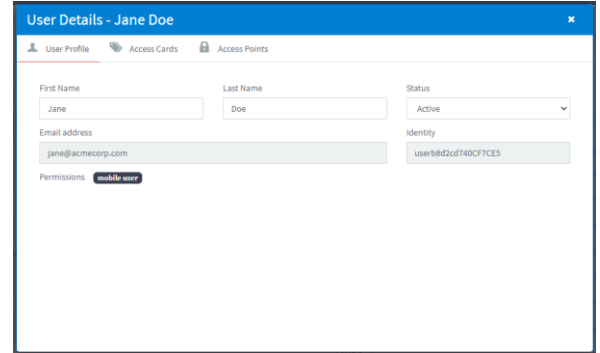 User Details - Jane Doe ×
User Profile Access Cards Access Points
First Name Last Name Status
Jane Doe Active
Email address Identity
jane@acmecorp.com userb8d2cd740CF7CE5
Permissions mobile user